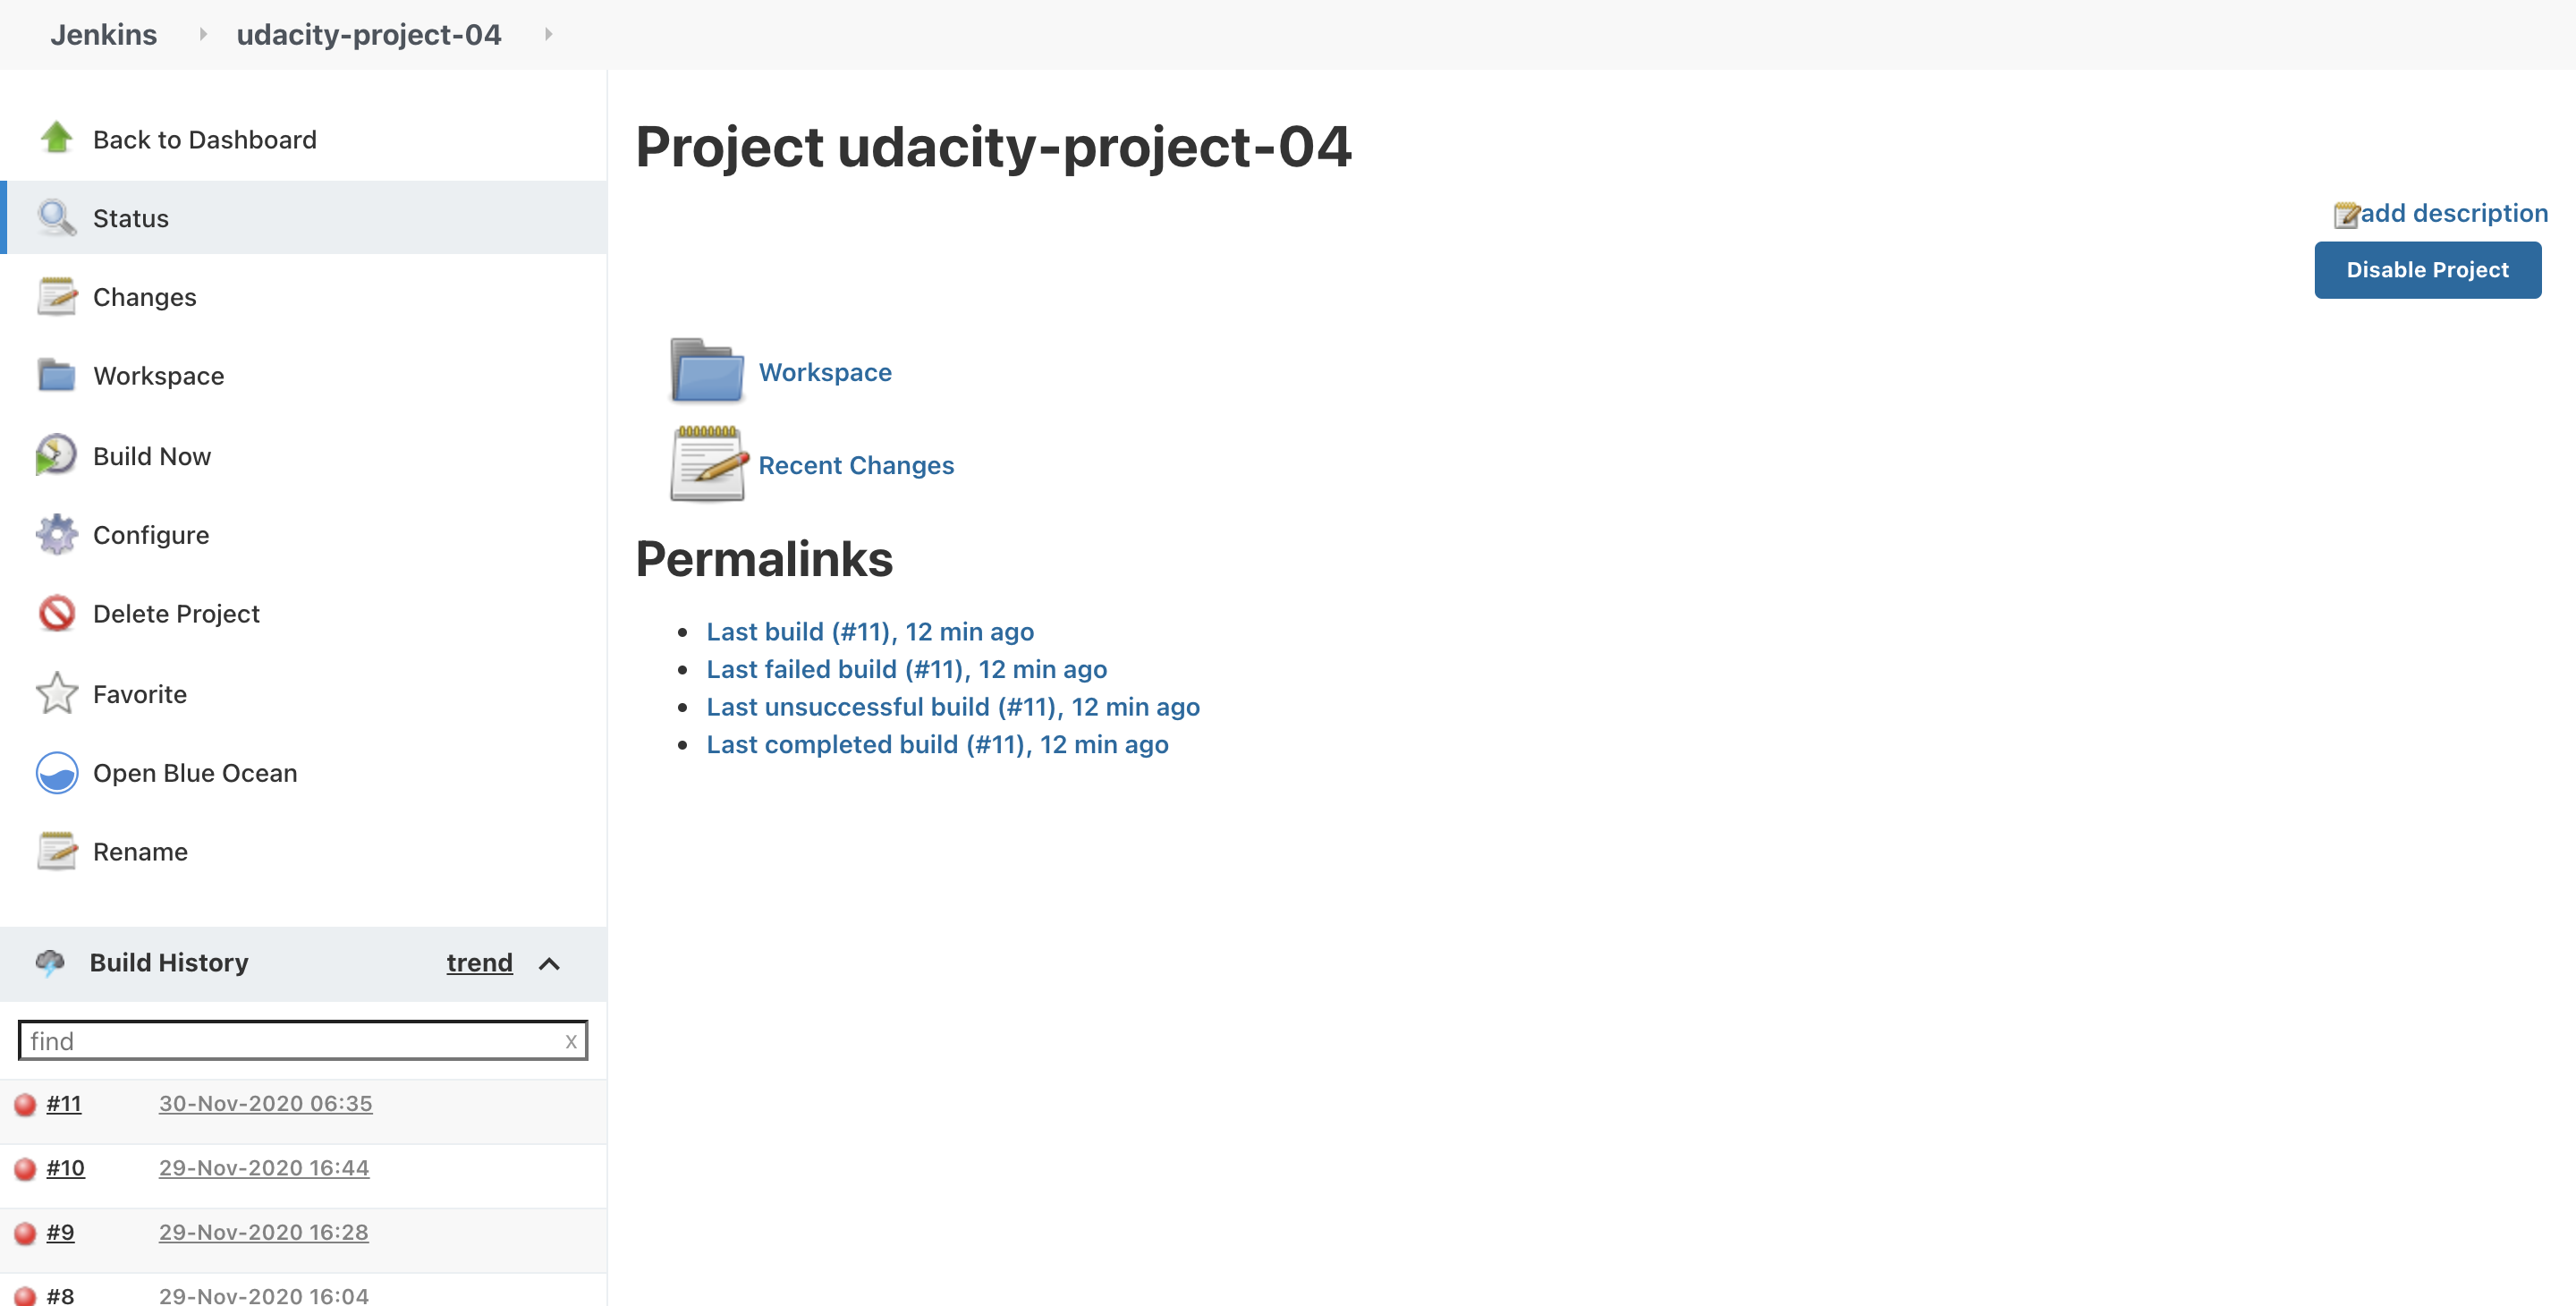 Jenkins udacity-project-04
Back to Dashboard
Status
Changes
Workspace
Build Now
Configure
Delete Project
Favorite
Open Blue Ocean
Rename
Build History trend
find x
#11 30-Nov-2020 06:35
#10 29-Nov-2020 16:44
#9 29-Nov-2020 16:28
#8 29-Nov-2020 16:04
Project udacity-project-04
add description
Disable Project
Workspace
Recent Changes
Permalinks
Last build (#11), 12 min ago
Last failed build (#11), 12 min ago
Last unsuccessful build (#11), 12 min ago
Last completed build (#11), 12 min ago